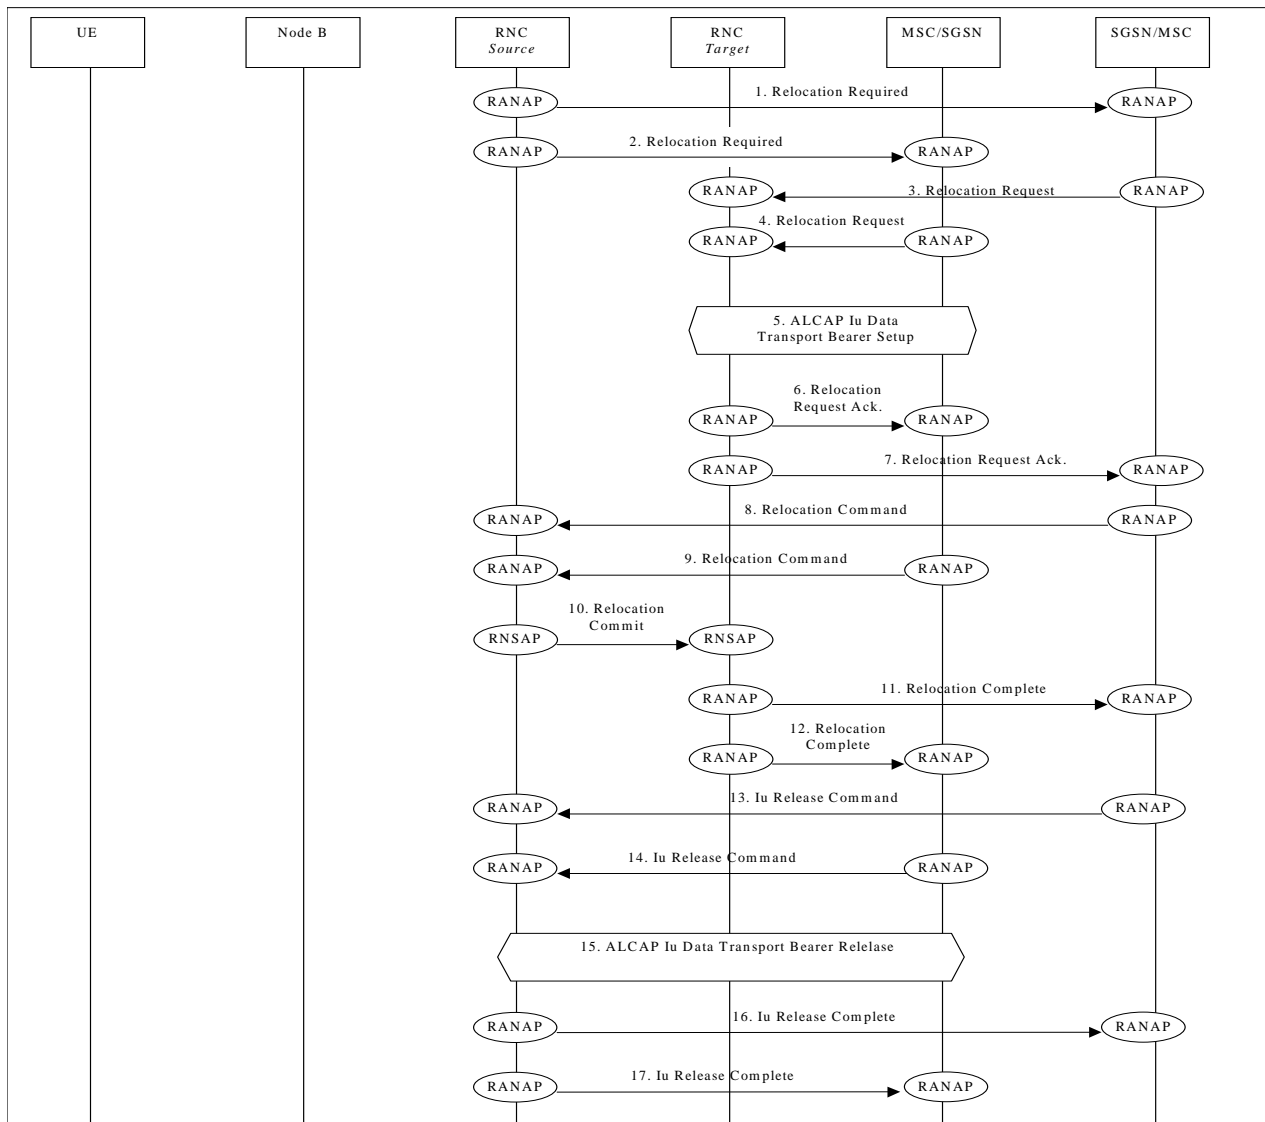 UE
Node B
RNC
Source
RNC
Target
MSC/SGSN
SGSN/MSC
RANAP
1. Relocation Required
RANAP
RANAP
2. Relocation Required
RANAP
RANAP
3. Relocation Request
RANAP
RANAP
4. Relocation Request
RANAP
5. ALCAP Iu Data
Transport Bearer Setup
RANAP
6. Relocation
Request Ack.
RANAP
RANAP
7. Relocation Request Ack.
RANAP
RANAP
8. Relocation Command
RANAP
RANAP
9. Relocation Command
RANAP
RNSAP
10. Relocation
Commit
RNSAP
RANAP
11. Relocation Complete
RANAP
RANAP
12. Relocation
Complete
RANAP
RANAP
13. Iu Release Command
RANAP
RANAP
14. Iu Release Command
RANAP
15. ALCAP Iu Data Transport Bearer Relelase
RANAP
16. Iu Release Complete
RANAP
RANAP
17. Iu Release Complete
RANAP